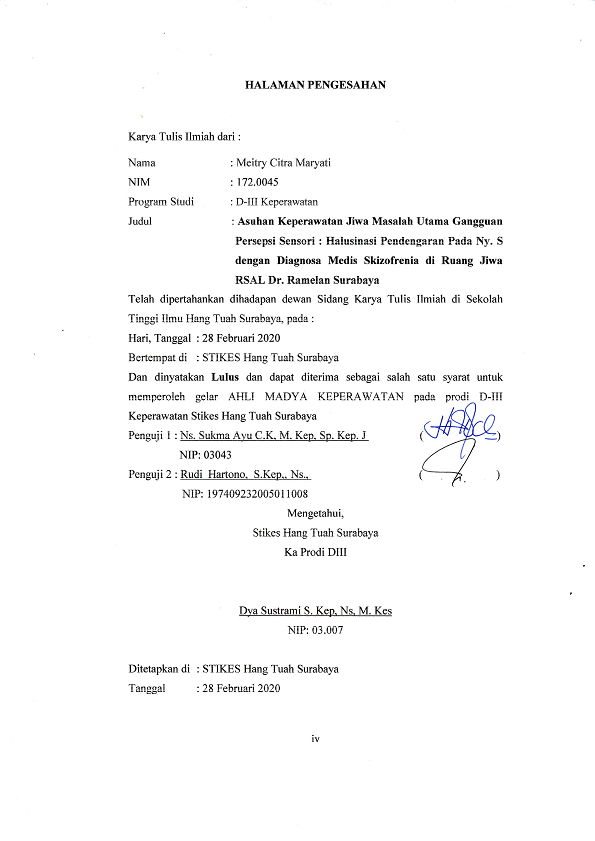 HALAMAN PENGESAHAN
Karya Tulis Ilmiah dari :
Nama : Meitry Citra Maryati
NIM : 172.0045
Program Studi : D-III Keperawatan
Judul : Asuhan Keperawatan Jiwa Masalah Utama Gangguan
Persepsi Sensori : Halusinasi Pendengaran Pada Ny. S
dengan Diagnosa Medis Skizofrenia di Ruang Jiwa
RSAL Dr. Ramelan Surabaya
Telah dipertahankan dihadapan dewan Sidang Karya Tulis Ilmiah di Sekolah
Tinggi Ilmu Hang Tuah Surabaya, pada :
Hari, Tanggal : 28 Februari 2020
Bertempat di : STIKES Hang Tuah Surabaya
Dan dinyatakan Lulus dan dapat diterima sebagai salah satu syarat untuk
memperoleh gelar AHLI MADYA KEPERAWATAN pada prodi D-III
Keperawatan Stikes Hang Tuah Surabaya
Penguji 1 : Ns. Sukma Ayu C.K, M. Kep, Sp. Kep. J ( )
NIP: 03043
Penguji 2 : Rudi Hartono, S.Kep,, Ns., ( )
NIP: 197409232005011008
Mengetahui,
Stikes Hang Tuah Surabaya
Ka Prodi DIII
Dya Sustrami S. Kep, Ns, M. Kes
NIP: 03.007
Ditetapkan di : STIKES Hang Tuah Surabaya
Tanggal : 28 Februari 2020
iv